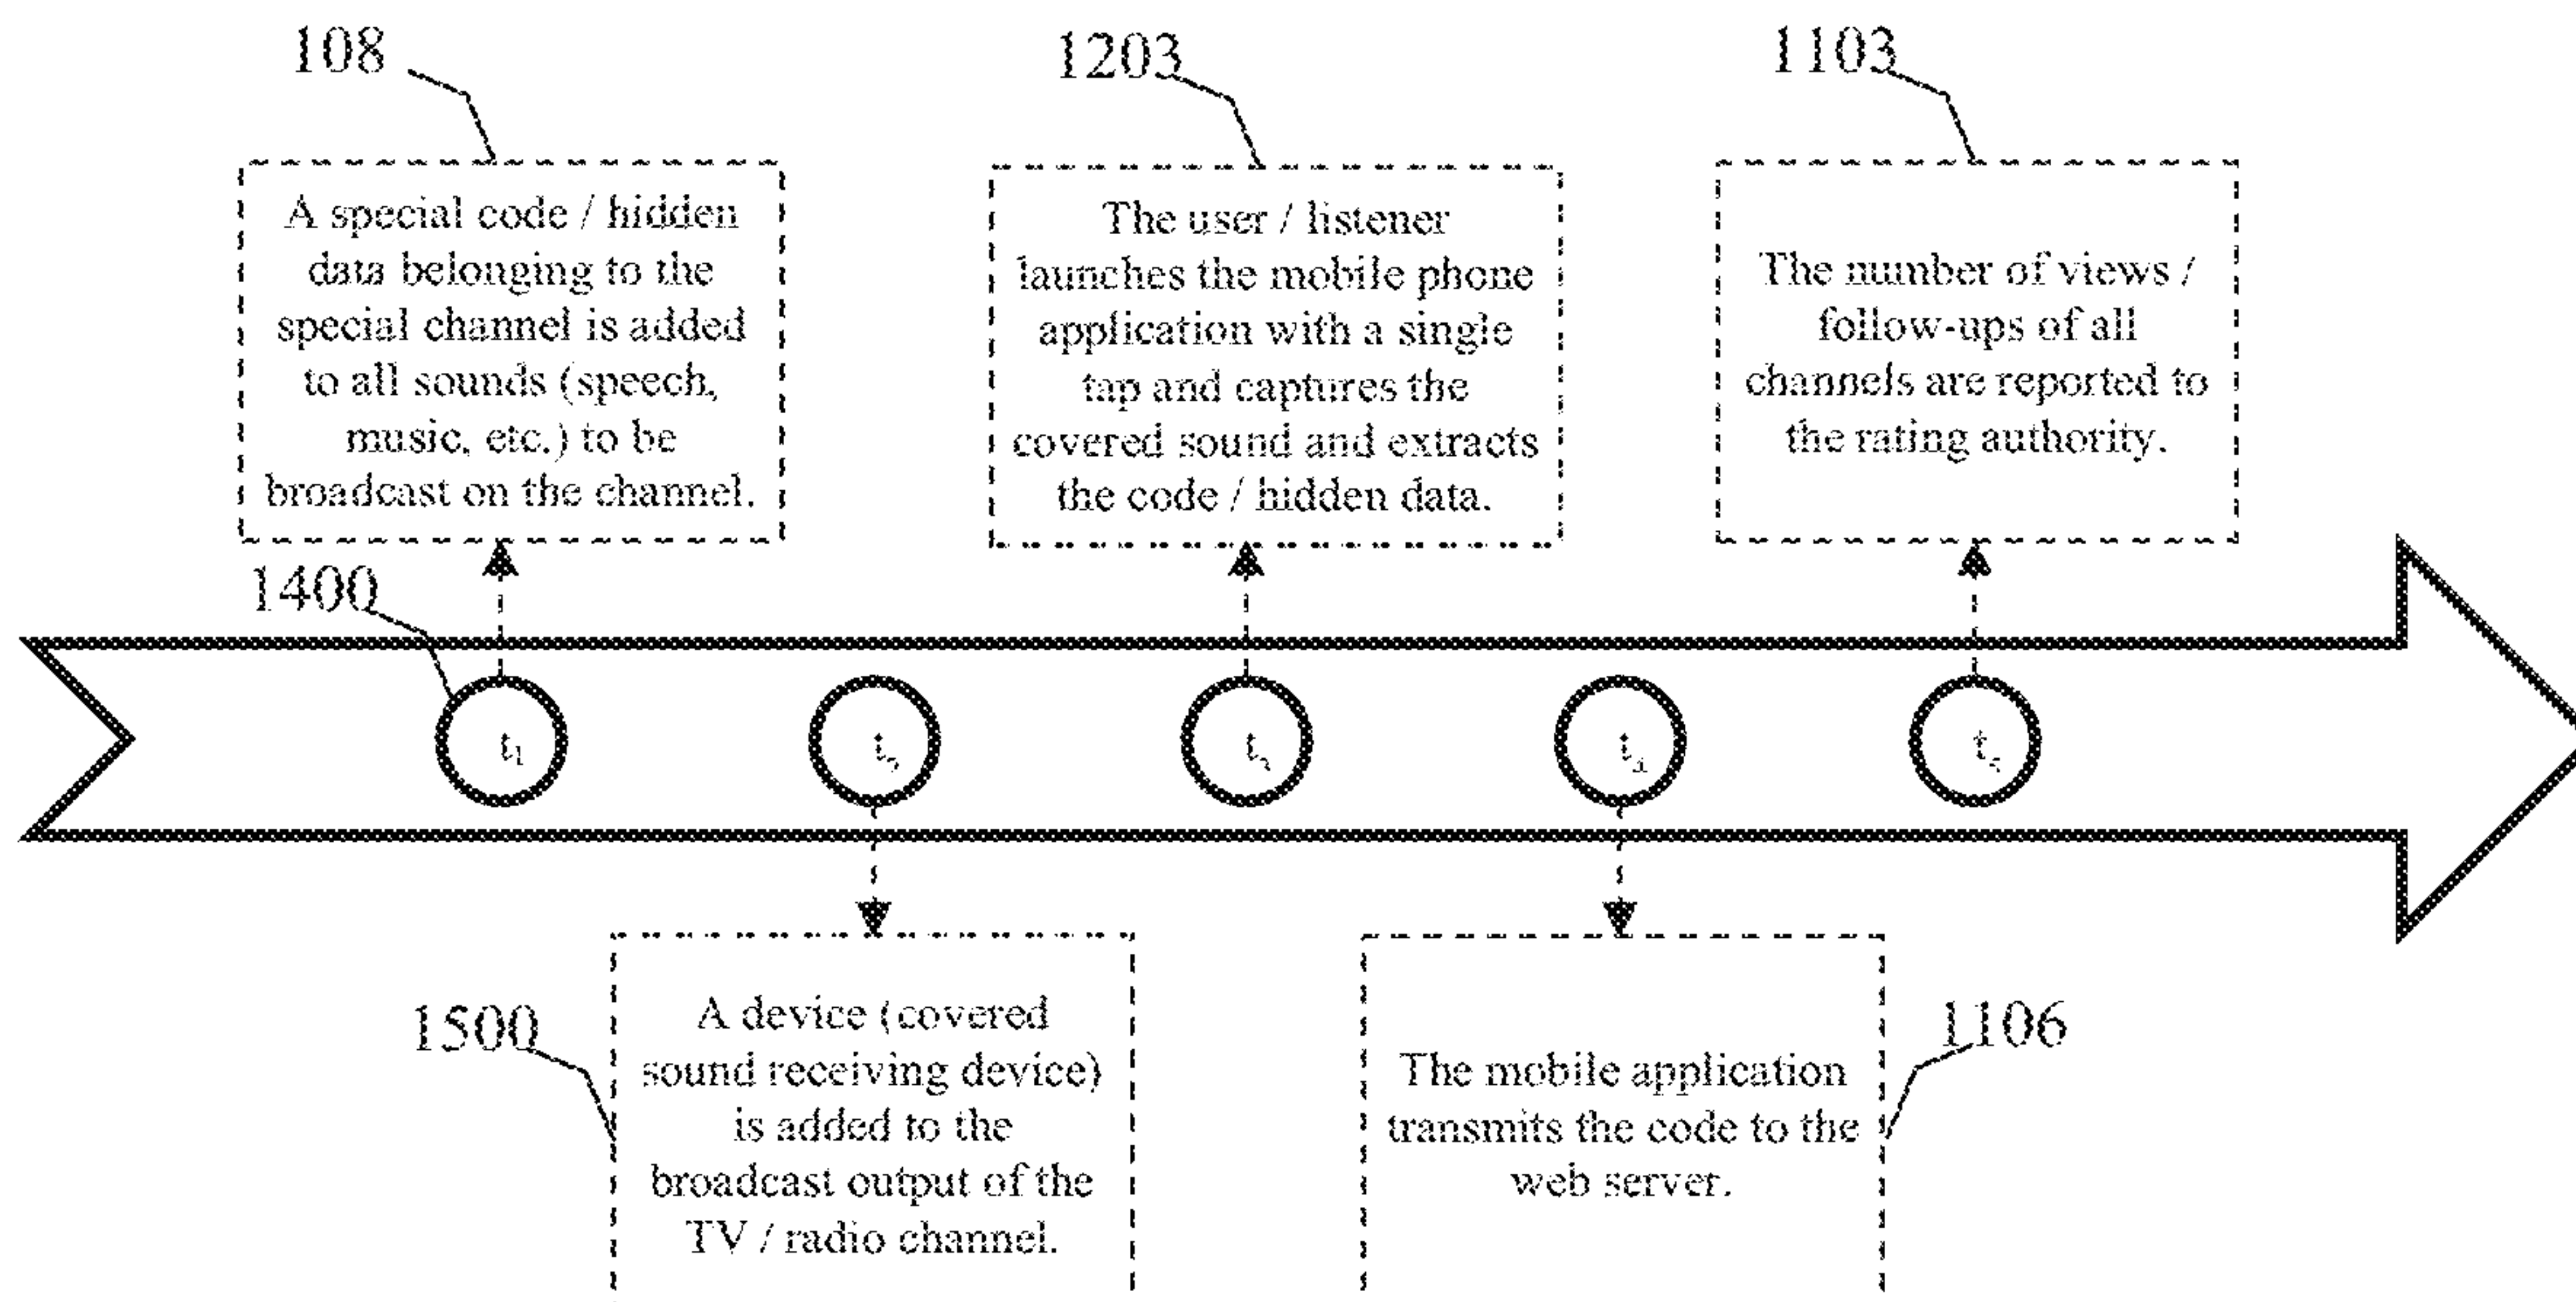 108
A special code / hidden
data belonging to the
special channel is added
to all sounds (speech,
music, etc.) to be
broadcast on the channel.
1203
The user / listener
launches the mobile phone
application with a single
tap and captures the
covered sound and extracts
the code / hidden data.
1103
The number of views /
follow-ups of all
channels are reported to
the rating authority.
1400
t₁
t₂
t₃
t₄
t₅
1500
A device (covered
sound receiving device)
is added to the
broadcast output of the
TV / radio channel.
1106
The mobile application
transmits the code to the
web server.